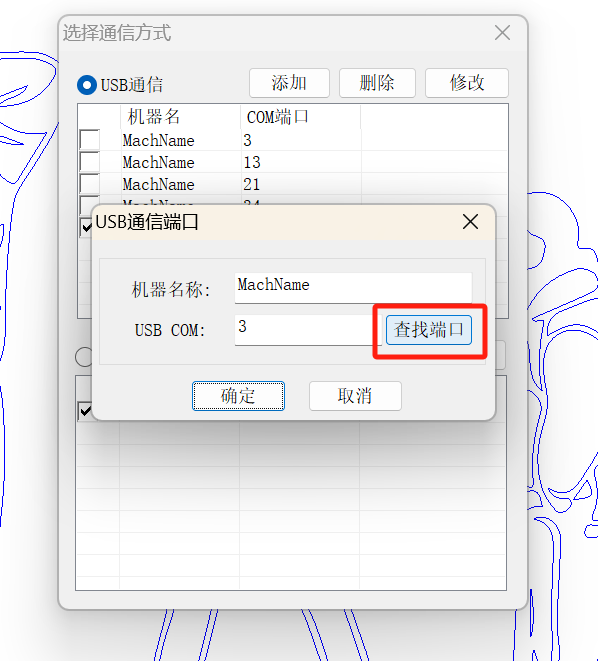 选择通信方式
USB通信
添加
删除
修改
机器名 COM端口
MachName 3
MachName 13
MachName 21
USB通信端口
机器名称: MachName
USB COM: 3 查找端口
确定 取消